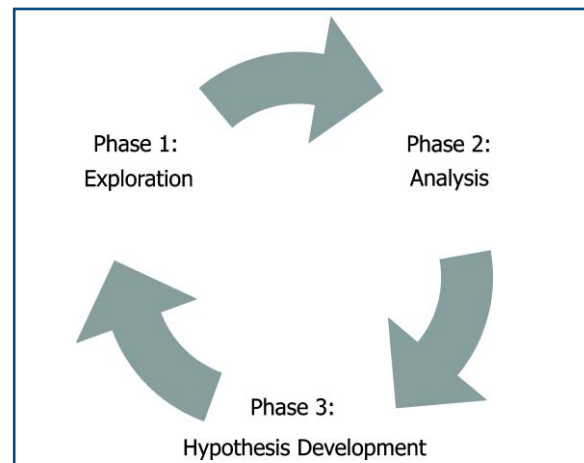 Phase 1:
Exploration
Phase 2:
Analysis
Phase 3:
Hypothesis Development